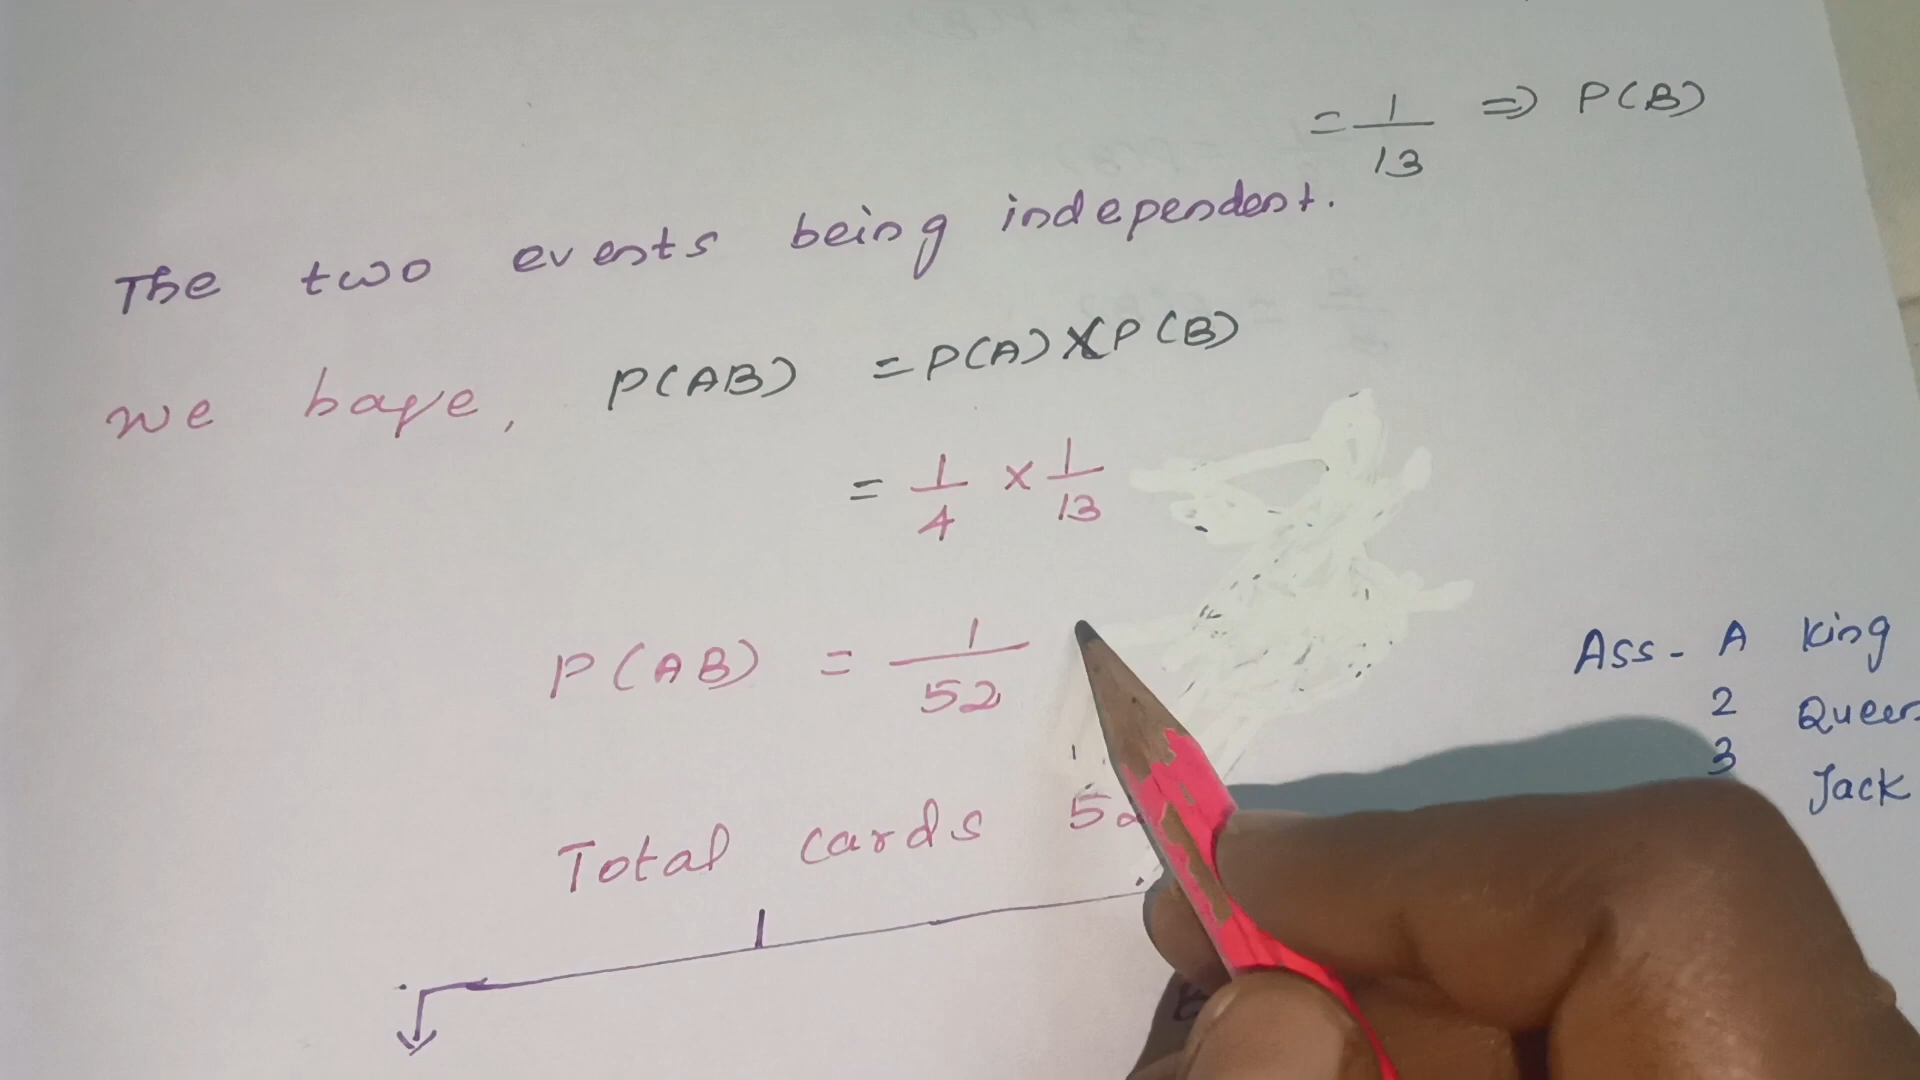 = 1/13 ⇒ P(B)
The two events being independent.
we have, P(AB) = P(A) X P(B)
= 1/4 × 1/13
P(AB) = 1/52
Ass - A King
2 Queen
3 Jack
Total cards 52